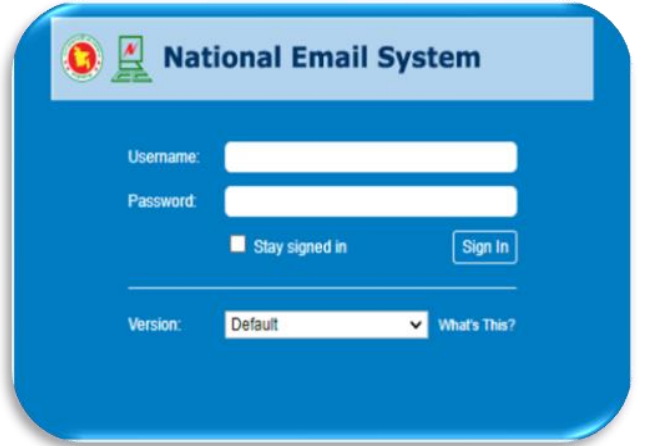 National Email System
Username:
Password:
Stay signed in
Sign In
Version:
Default
What's This?